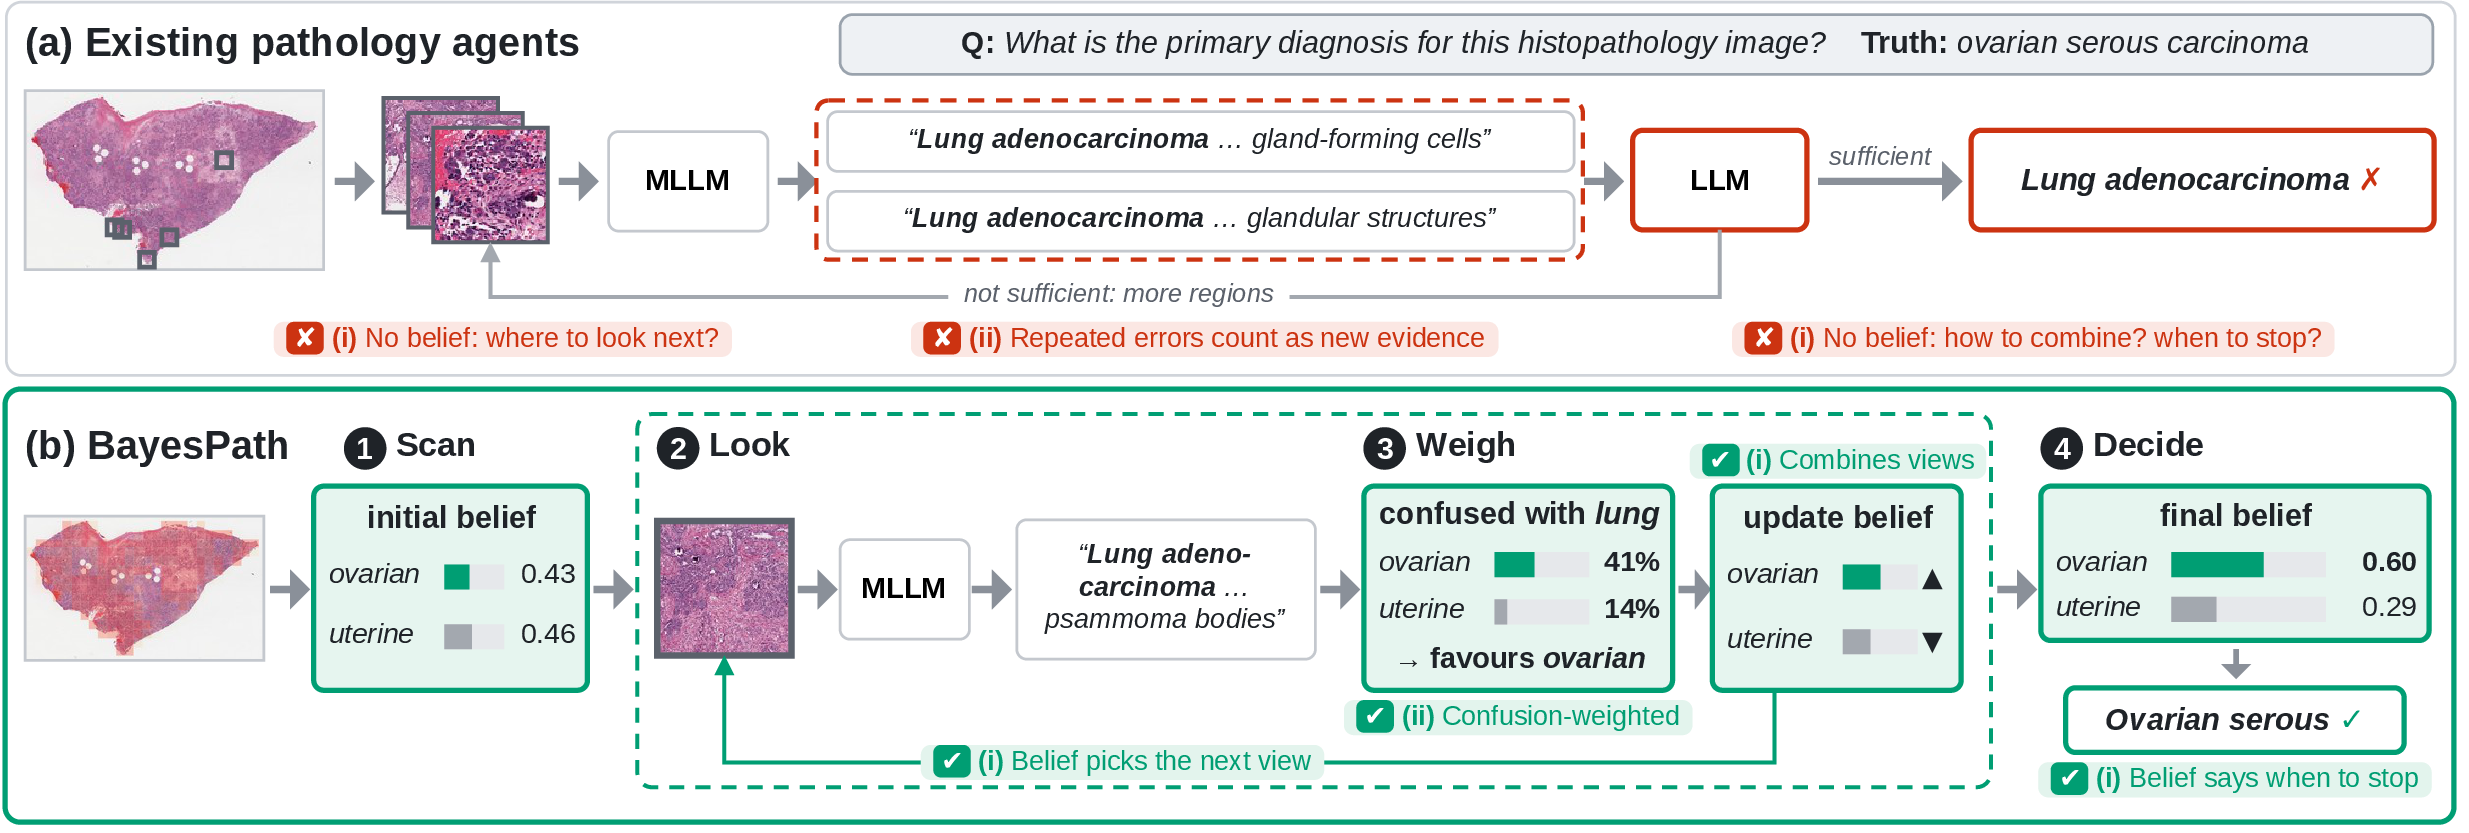 (a) Existing pathology agents
Q: What is the primary diagnosis for this histopathology image? Truth: ovarian serous carcinoma
MLLM
“Lung adenocarcinoma … gland-forming cells”
“Lung adenocarcinoma … glandular structures”
LLM
sufficient
Lung adenocarcinoma ✗
not sufficient: more regions
✘ (i) No belief: where to look next?
✘ (ii) Repeated errors count as new evidence
✘ (i) No belief: how to combine? when to stop?
(b) BayesPath
1 Scan
initial belief
ovarian 0.43
uterine 0.46
2 Look
MLLM
“Lung adeno-
carcinoma …
psammoma bodies”
3 Weigh
confused with lung
ovarian 41%
uterine 14%
→ favours ovarian
✔ (ii) Confusion-weighted
✔ (i) Combines views
update belief
ovarian ▲
uterine ▼
✔ (i) Belief picks the next view
4 Decide
final belief
ovarian 0.60
uterine 0.29
Ovarian serous ✓
✔ (i) Belief says when to stop